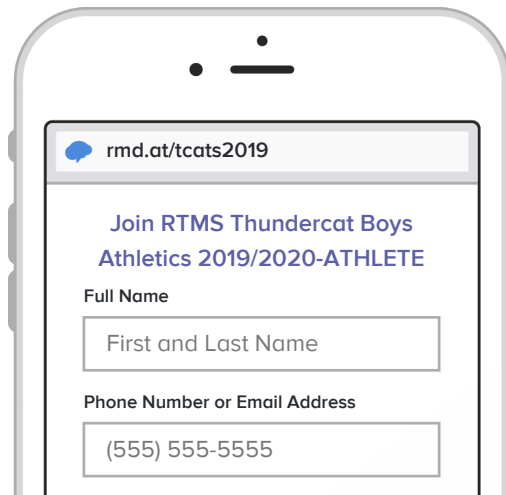 rmd.at/tcats2019
Join RTMS Thundercat Boys
Athletics 2019/2020-ATHLETE
Full Name
First and Last Name
Phone Number or Email Address
(555) 555-5555